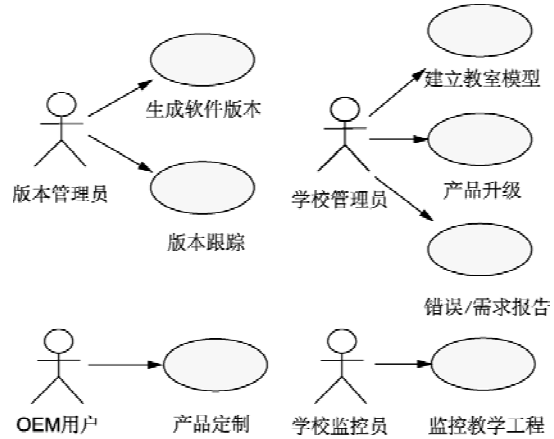 生成软件版本
版本管理员
版本跟踪
建立教室模型
学校管理员
产品升级
错误/需求报告
OEM用户
产品定制
学校监控员
监控教学工程